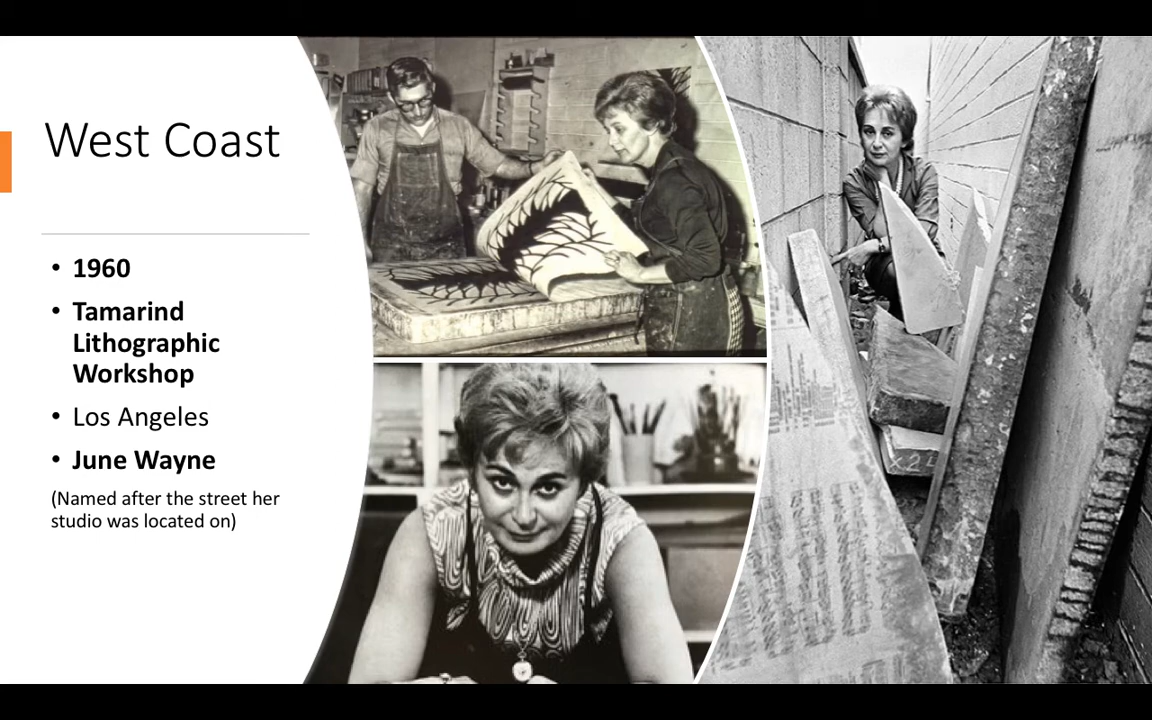 West Coast
• 1960
• Tamarind
Lithographic
Workshop
• Los Angeles
• June Wayne
(Named after the street her
studio was located on)